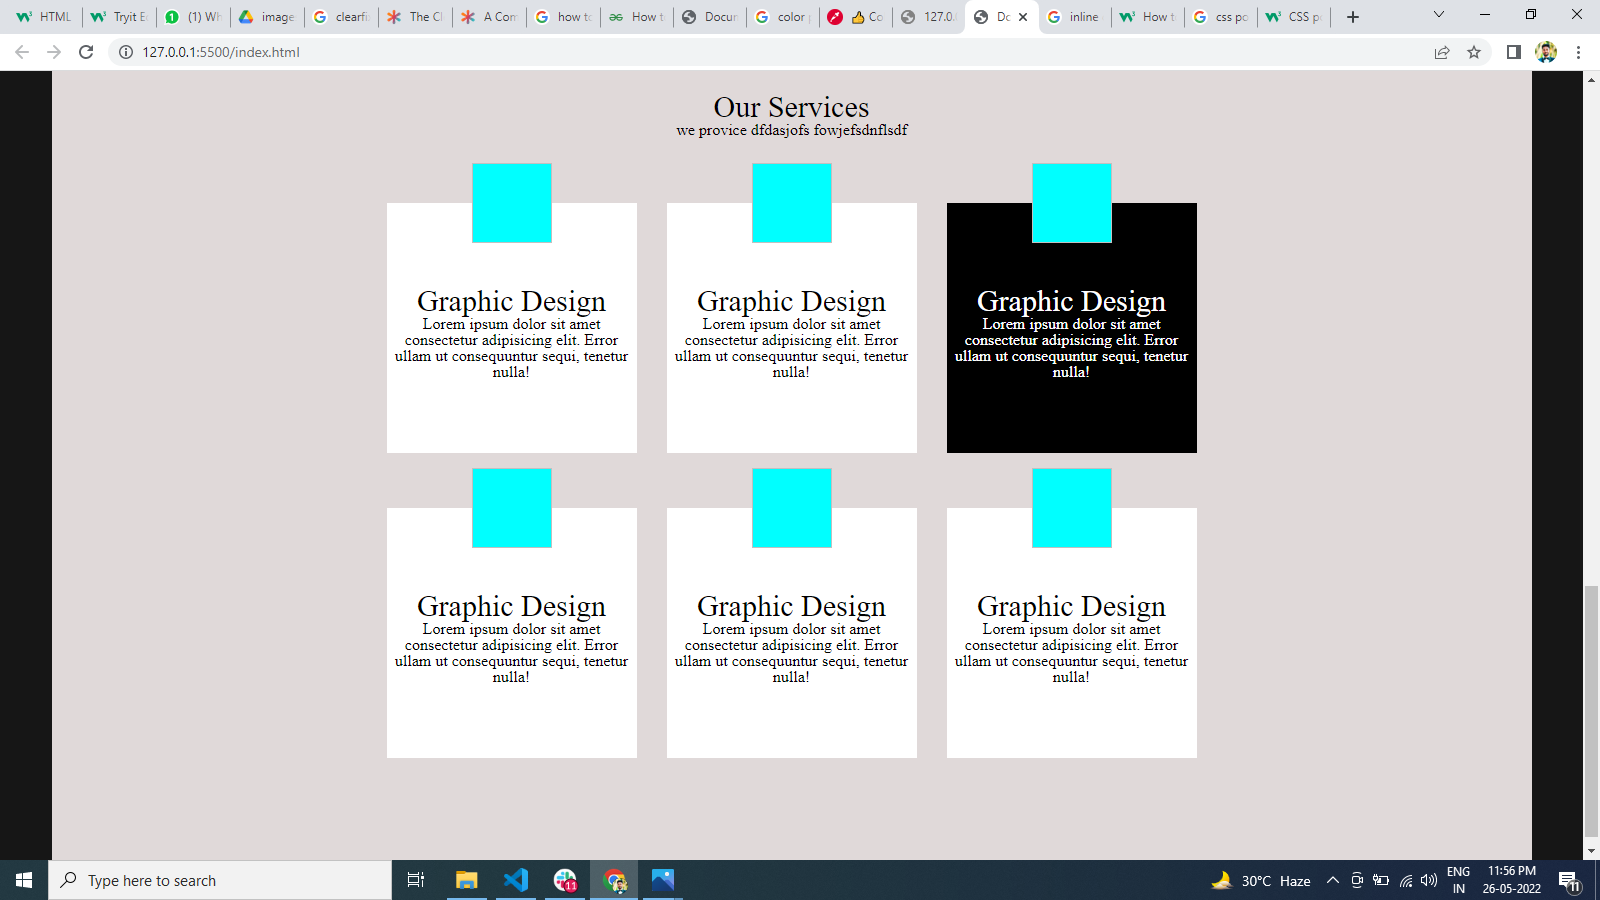 HTML
Tryit E
(1) Wh
image
clearfi
The Cl
A Com
how to
How t
Docun
color
Co
127.0.
Do
inline
How t
css po
CSS p
127.0.0.1:5500/index.html
Our Services
we provice dfdasjofs fowjefsdnflsdf
Graphic Design
Lorem ipsum dolor sit amet
consectetur adipisicing elit. Error
ullam ut consequuntur sequi, tenetur
nulla!
Graphic Design
Lorem ipsum dolor sit amet
consectetur adipisicing elit. Error
ullam ut consequuntur sequi, tenetur
nulla!
Graphic Design
Lorem ipsum dolor sit amet
consectetur adipisicing elit. Error
ullam ut consequuntur sequi, tenetur
nulla!
Graphic Design
Lorem ipsum dolor sit amet
consectetur adipisicing elit. Error
ullam ut consequuntur sequi, tenetur
nulla!
Graphic Design
Lorem ipsum dolor sit amet
consectetur adipisicing elit. Error
ullam ut consequuntur sequi, tenetur
nulla!
Graphic Design
Lorem ipsum dolor sit amet
consectetur adipisicing elit. Error
ullam ut consequuntur sequi, tenetur
nulla!
Type here to search
11
30°C Haze
ENG
IN
11:56 PM
26-05-2022
11